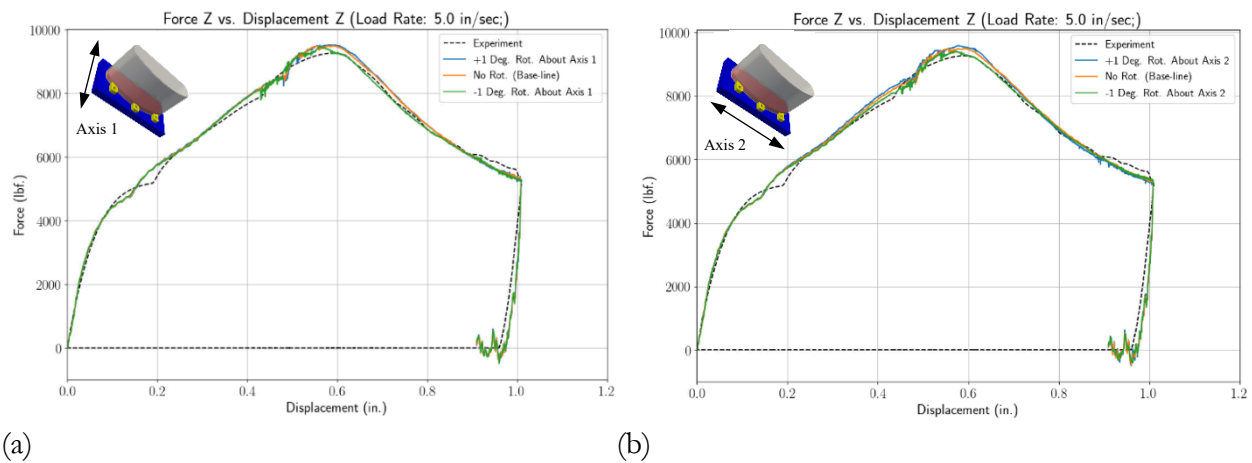 Force Z vs. Displacement Z (Load Rate: 5.0 in/sec;)
10000
8000
6000
4000
2000
0
Force (lbf.)
Axis 1
Experiment
+1 Deg. Rot. About Axis 1
No Rot. (Base-line)
-1 Deg. Rot. About Axis 1
0.0 0.2 0.4 0.6 0.8 1.0 1.2
Displacement (in.)
(a)
Force Z vs. Displacement Z (Load Rate: 5.0 in/sec;)
10000
8000
6000
4000
2000
0
Force (lbf.)
Axis 2
Experiment
+1 Deg. Rot. About Axis 2
No Rot. (Base-line)
-1 Deg. Rot. About Axis 2
0.0 0.2 0.4 0.6 0.8 1.0 1.2
Displacement (in.)
(b)